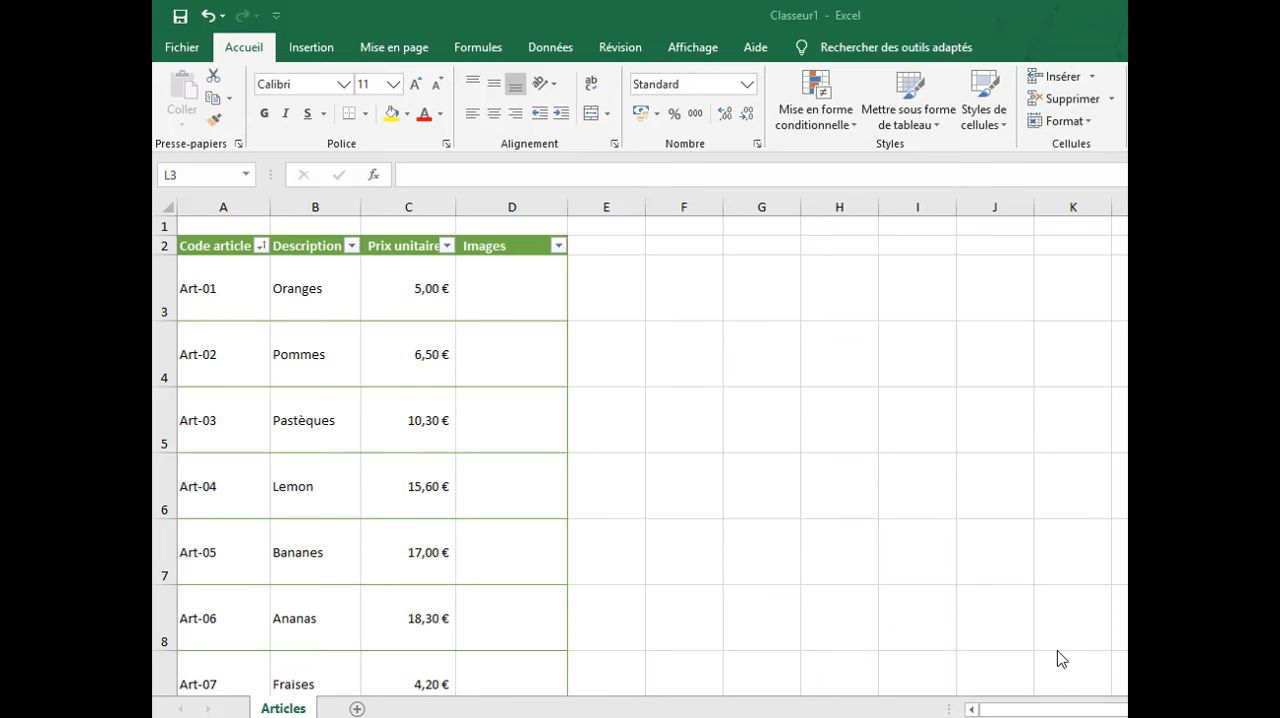 Classeur1 - Excel
Fichier Accueil Insertion Mise en page Formules Données Révision Affichage Aide Rechercher des outils adaptés
Coller
Calibri 11
G I S
ab
c
Standard
% 000
Mise en forme conditionnelle
Mettre sous forme de tableau
Styles de cellules
Insérer
Supprimer
Format
Presse-papiers Police Alignement Nombre Styles Cellules
L3 fx
A B C D E F G H I J K
1
2 Code article Description Prix unitaire Images
3 Art-01 Oranges 5,00 €
4 Art-02 Pommes 6,50 €
5 Art-03 Pastèques 10,30 €
6 Art-04 Lemon 15,60 €
7 Art-05 Bananes 17,00 €
8 Art-06 Ananas 18,30 €
Art-07 Fraises 4,20 €
Articles